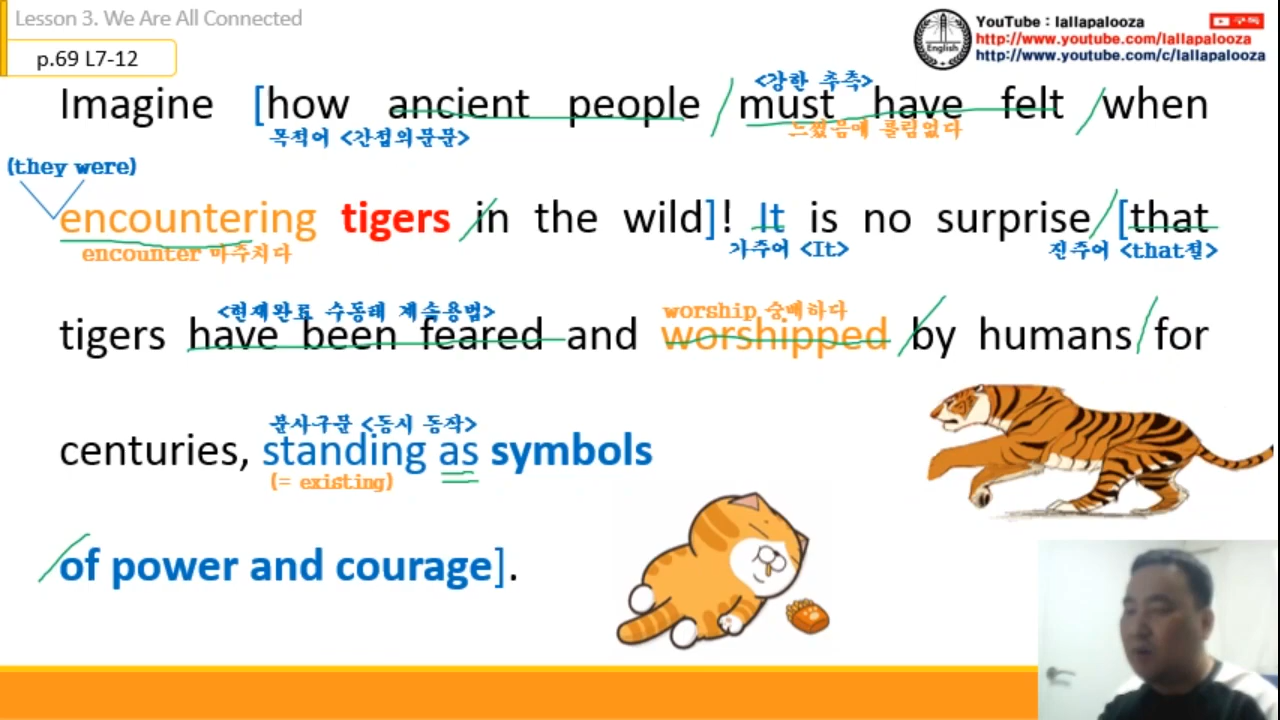 Lesson 3. We Are All Connected
YouTube : lallapalooza
구독
http://www.youtube.com/lallapalooza
http://www.youtube.com/c/lallapalooza
English
p.69 L7-12
<강한 추측>
Imagine [how ancient people must have felt when
목적어 <간접의문문>
느꼈음에 틀림없다
(they were)
encountering tigers in the wild]! It is no surprise [that
encounter 마주치다
가주어 <It>
진주어 <that절>
<현재완료 수동태 계속용법>
worship 숭배하다
tigers have been feared and worshipped by humans for
분사구문 <동시 동작>
centuries, standing as symbols
(= existing)
of power and courage].